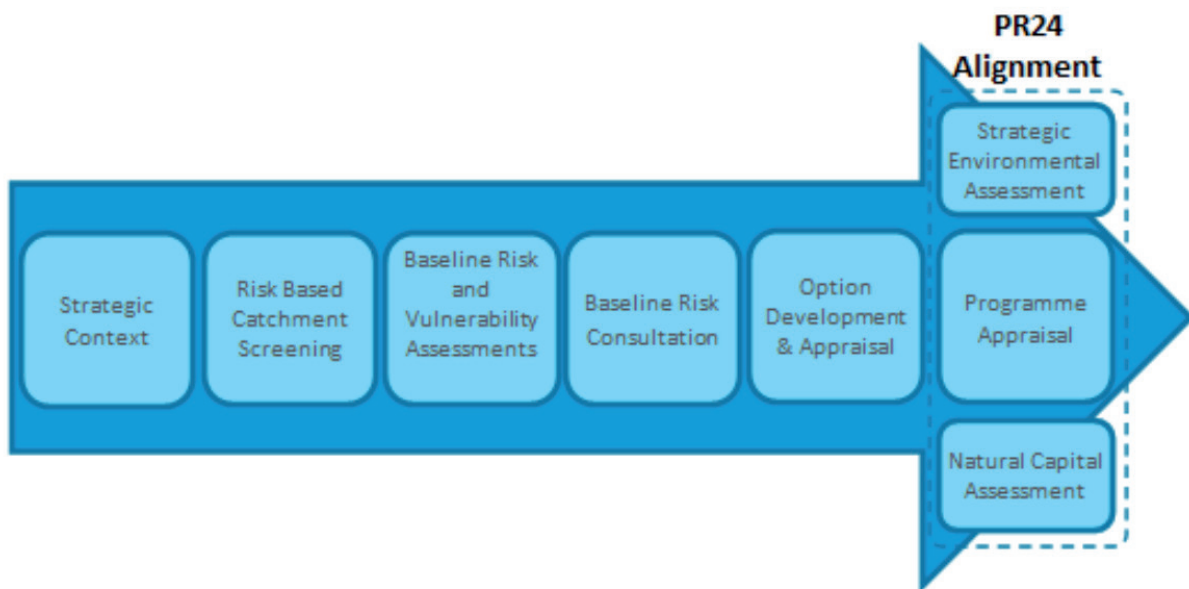 PR24
Alignment
Strategic
Context
Risk Based
Catchment
Screening
Baseline Risk
and
Vulnerability
Assessments
Baseline Risk
Consultation
Option
Development
& Appraisal
Strategic
Environmental
Assessment
Programme
Appraisal
Natural Capital
Assessment